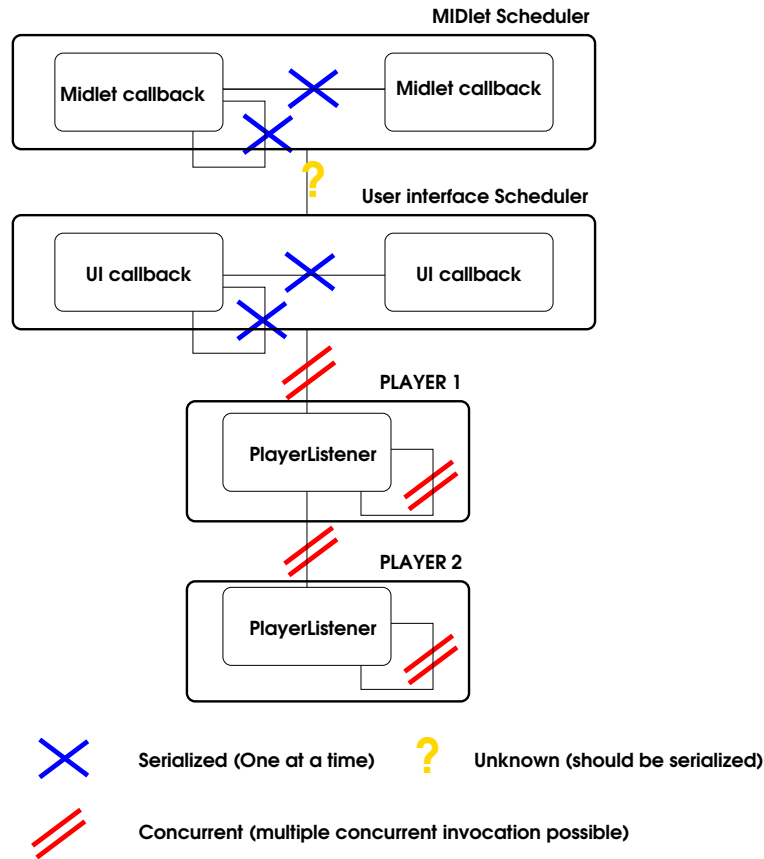 MIDlet Scheduler
Midlet callback
Midlet callback
?
User interface Scheduler
UI callback
UI callback
PLAYER 1
PlayerListener
PLAYER 2
PlayerListener
Serialized (One at a time)
? Unknown (should be serialized)
Concurrent (multiple concurrent invocation possible)